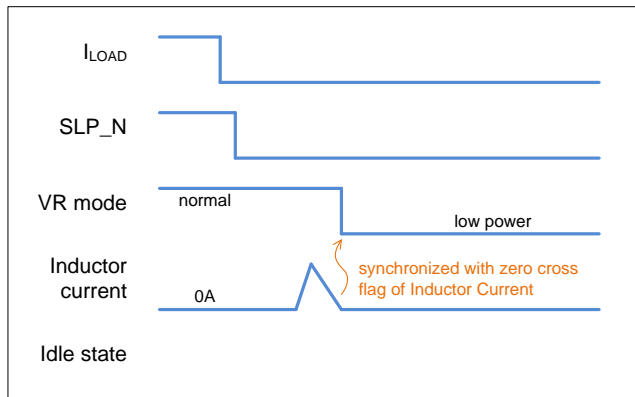 I_LOAD
SLP_N
VR mode
normal
low power
Inductor
current
0A
synchronized with zero cross
flag of Inductor Current
Idle state